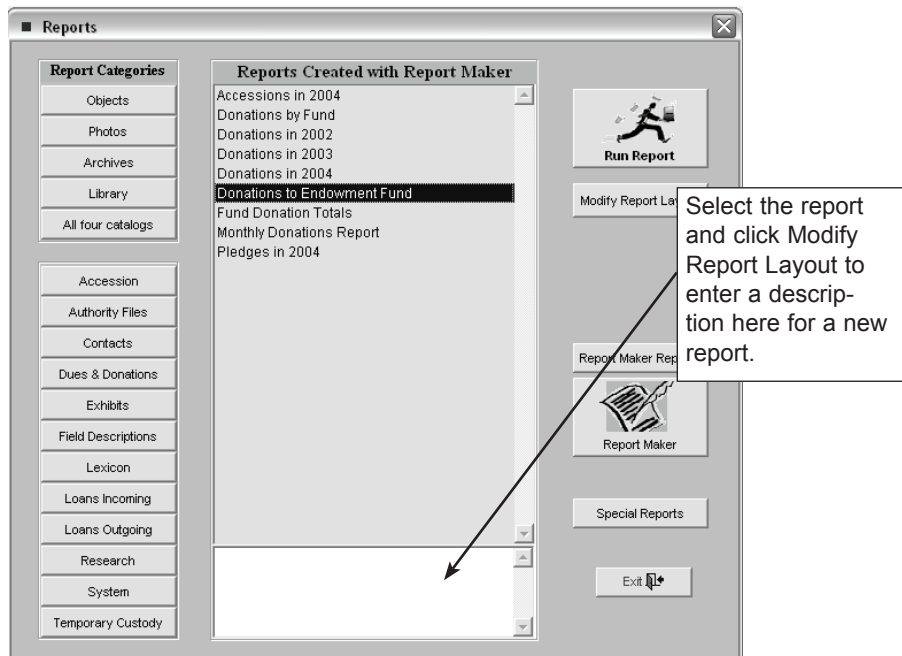 Reports
Report Categories
Objects
Photos
Archives
Library
All four catalogs
Accession
Authority Files
Contacts
Dues & Donations
Exhibits
Field Descriptions
Lexicon
Loans Incoming
Loans Outgoing
Research
System
Temporary Custody
Reports Created with Report Maker
Accessions in 2004
Donations by Fund
Donations in 2002
Donations in 2003
Donations in 2004
Donations to Endowment Fund
Fund Donation Totals
Monthly Donations Report
Pledges in 2004
Run Report
Modify Report La
Report Maker Rep
Report Maker
Special Reports
Exit
Select the report
and click Modify
Report Layout to
enter a descrip-
tion here for a new
report.